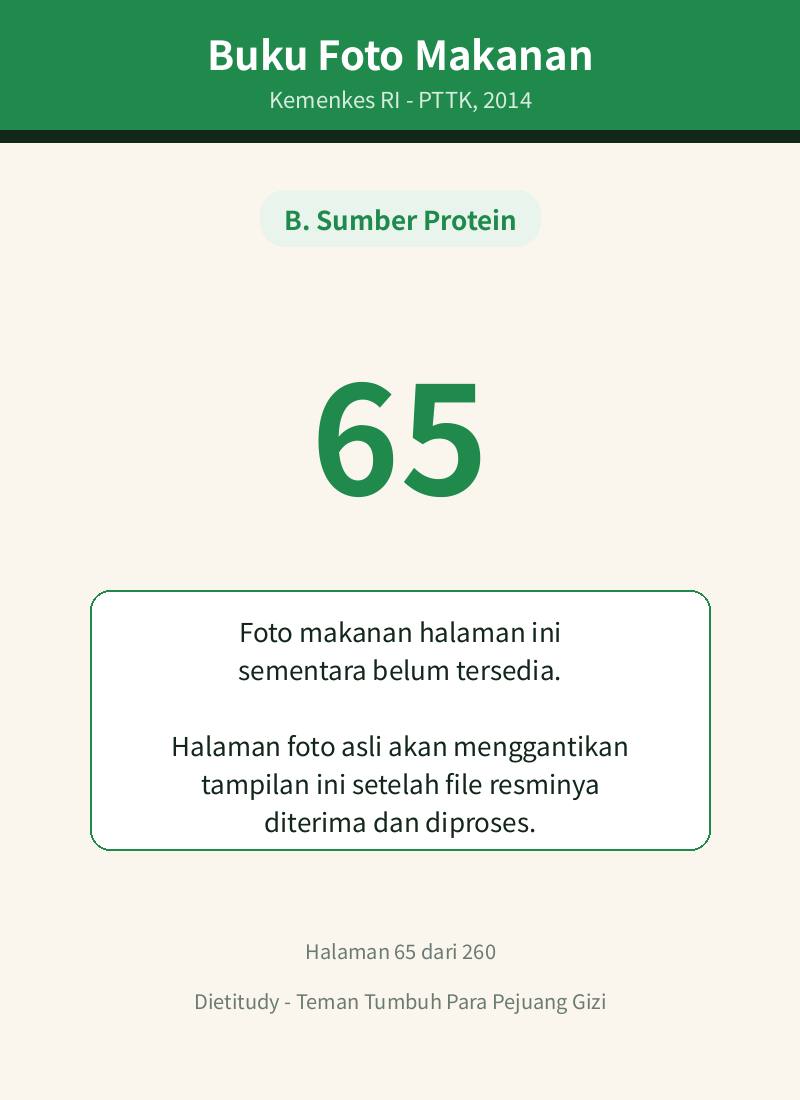 Buku Foto Makanan
Kemenkes RI - PTTK, 2014
B. Sumber Protein
65
Foto makanan halaman ini
sementara belum tersedia.
Halaman foto asli akan menggantikan
tampilan ini setelah file resminya
diterima dan diproses.
Halaman 65 dari 260
Dietitudy - Teman Tumbuh Para Pejuang Gizi